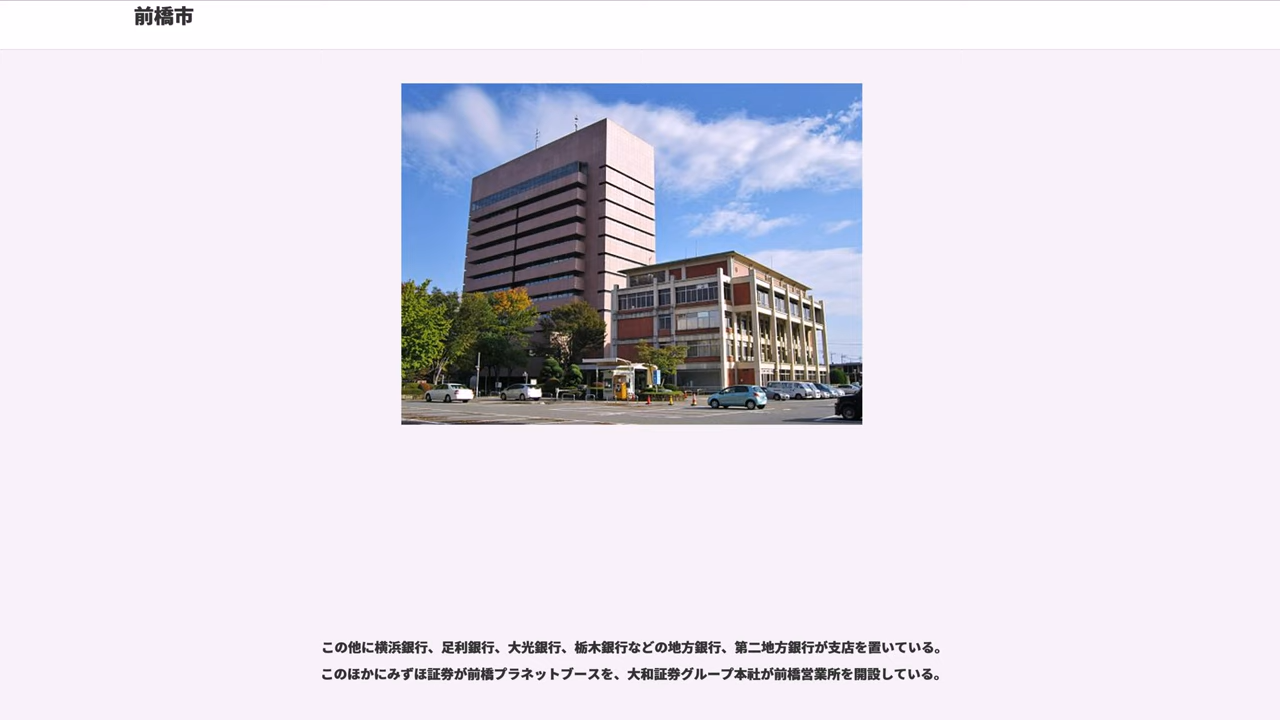 前橋市
この他に横浜銀行、足利銀行、大光銀行、栃木銀行などの地方銀行、第二地方銀行が支店を置いている。
このほかにみずほ証券が前橋プラネットブースを、大和証券グループ本社が前橋営業所を開設している。